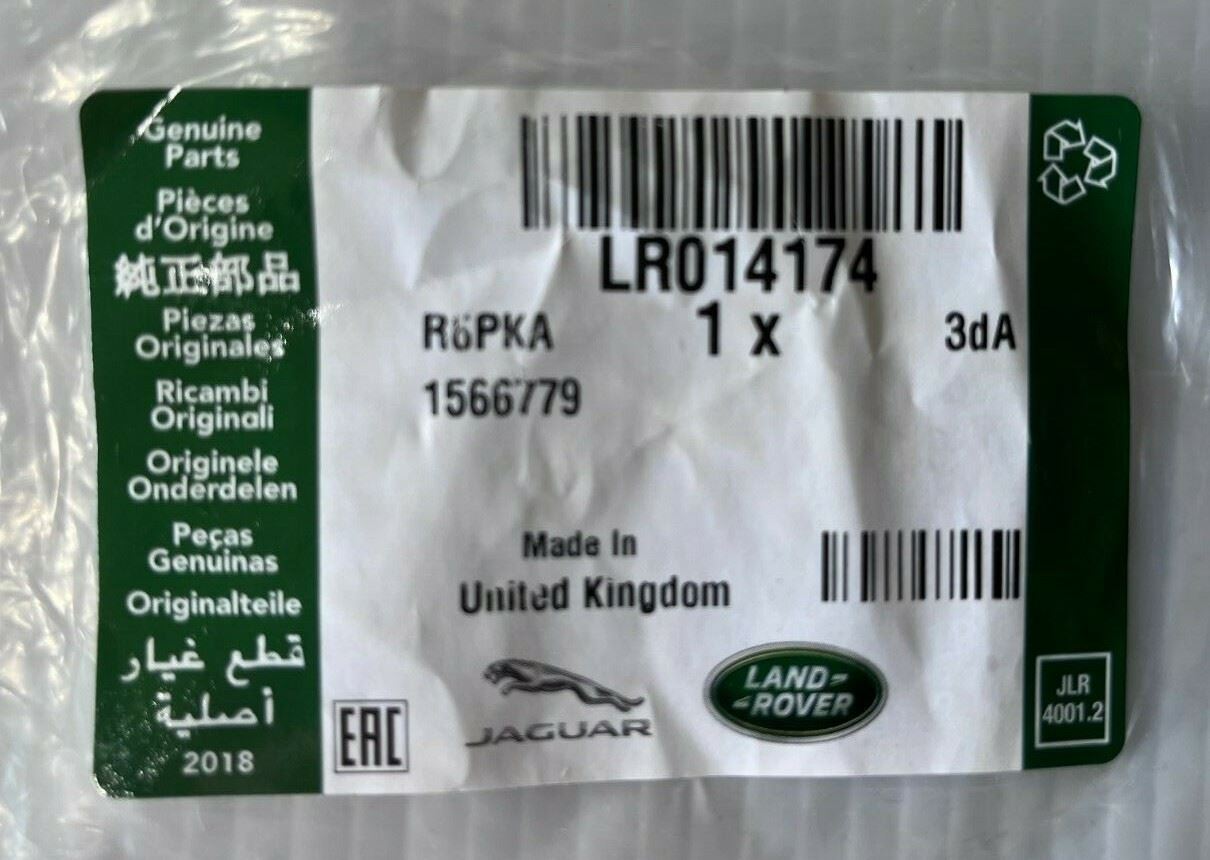 Genuine
Parts
Pièces
d'Origine
純正部品
Piezas
Originales
Ricambi
Originali
Originele
Onderdelen
Peças
Genuinas
Originalteile
قطع غيار
أصلية
2018
LR014174
R6PKA
1 x
3dA
1566779
Made In
United Kingdom
EAC
JAGUAR
LAND-
-ROVER
JLR
4001.2